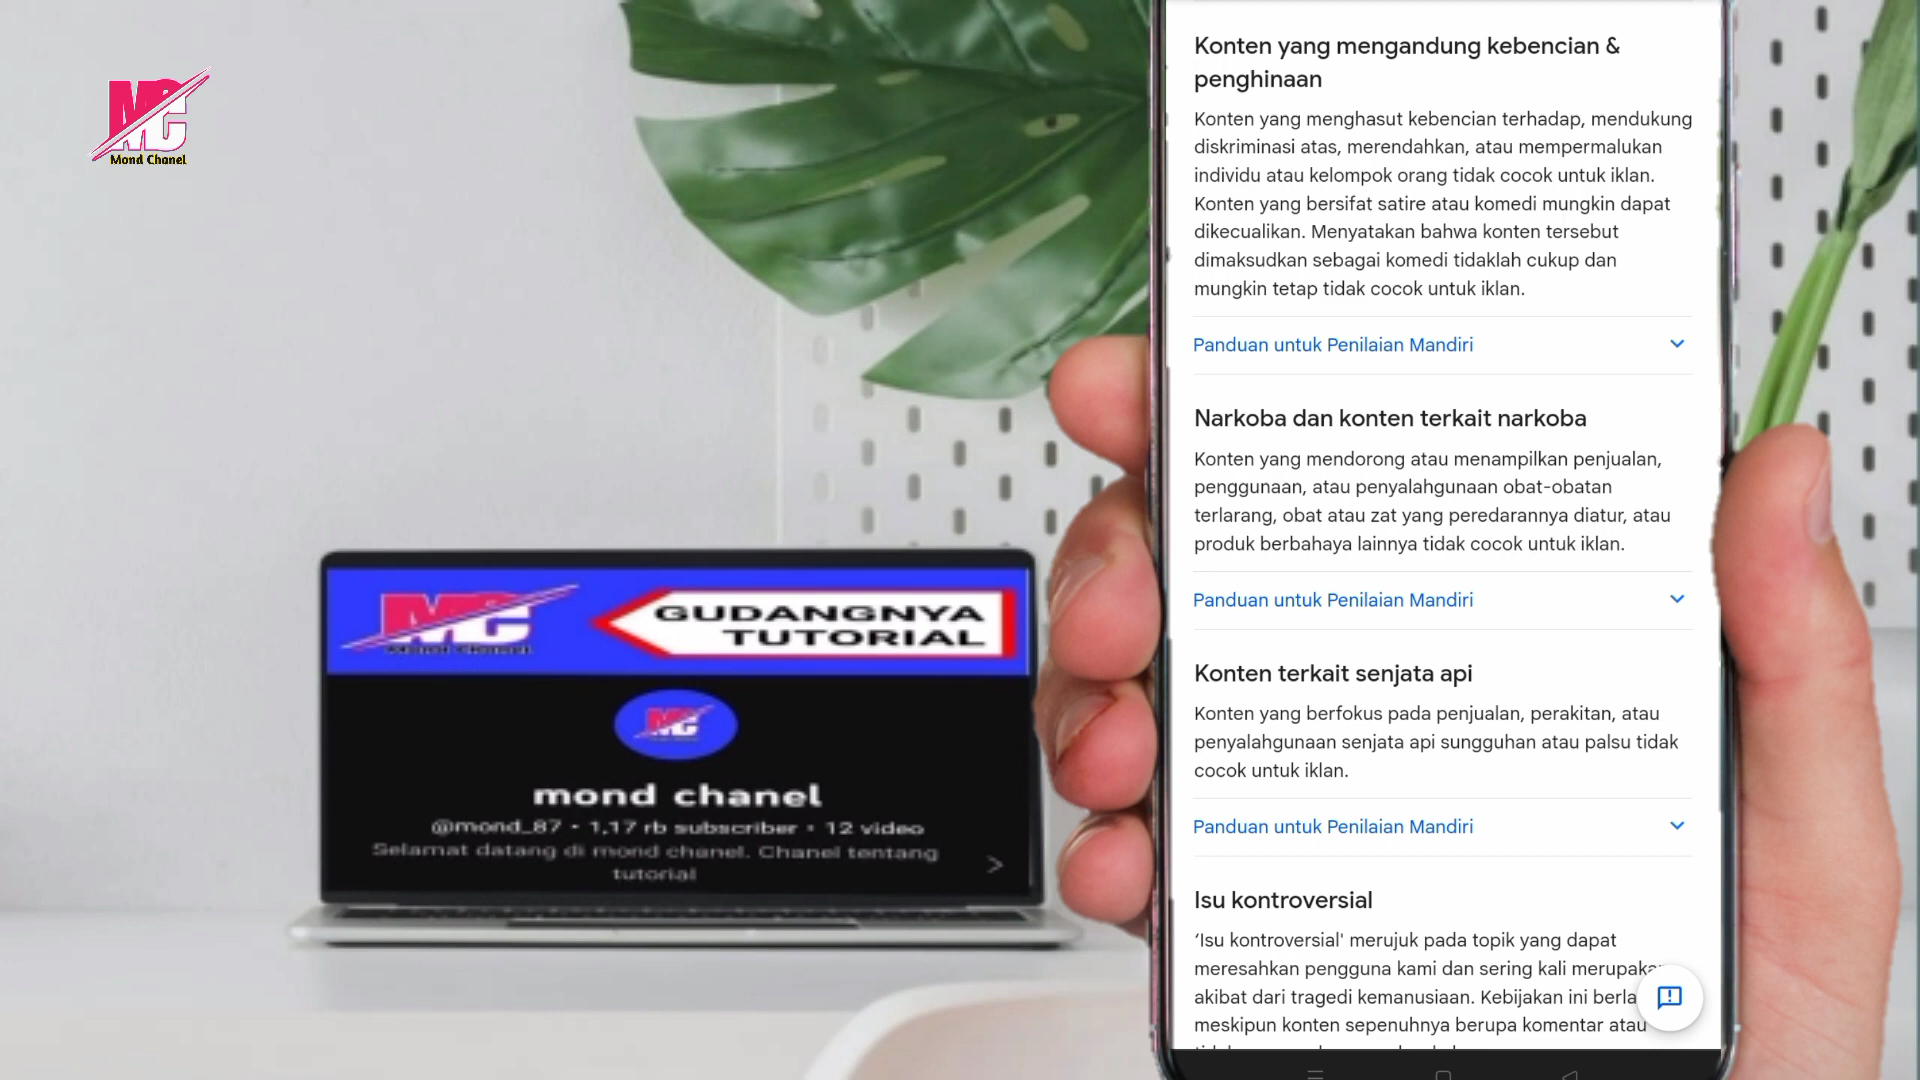 MC
Mond Chanel
MC
GUDANGNYA
TUTORIAL
MC
mond chanel
@mond_87 • 1,17 rb subscriber • 12 video
Selamat datang di mond chanel. Chanel tentang
tutorial
Konten yang mengandung kebencian &
penghinaan
Konten yang menghasut kebencian terhadap, mendukung
diskriminasi atas, merendahkan, atau mempermalukan
individu atau kelompok orang tidak cocok untuk iklan.
Konten yang bersifat satire atau komedi mungkin dapat
dikecualikan. Menyatakan bahwa konten tersebut
dimaksudkan sebagai komedi tidaklah cukup dan
mungkin tetap tidak cocok untuk iklan.
Panduan untuk Penilaian Mandiri
Narkoba dan konten terkait narkoba
Konten yang mendorong atau menampilkan penjualan,
penggunaan, atau penyalahgunaan obat-obatan
terlarang, obat atau zat yang peredarannya diatur, atau
produk berbahaya lainnya tidak cocok untuk iklan.
Panduan untuk Penilaian Mandiri
Konten terkait senjata api
Konten yang berfokus pada penjualan, perakitan, atau
penyalahgunaan senjata api sungguhan atau palsu tidak
cocok untuk iklan.
Panduan untuk Penilaian Mandiri
Isu kontroversial
‘Isu kontroversial' merujuk pada topik yang dapat
meresahkan pengguna kami dan sering kali
akibat dari tragedi kemanusiaan. Kebijakan ini
meskipun konten sepenuhnya berupa komentar atau